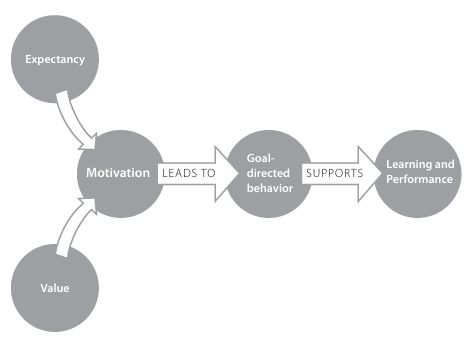 Expectancy
Motivation
LEADS TO
Goal-
directed
behavior
SUPPORTS
Learning and
Performance
Value